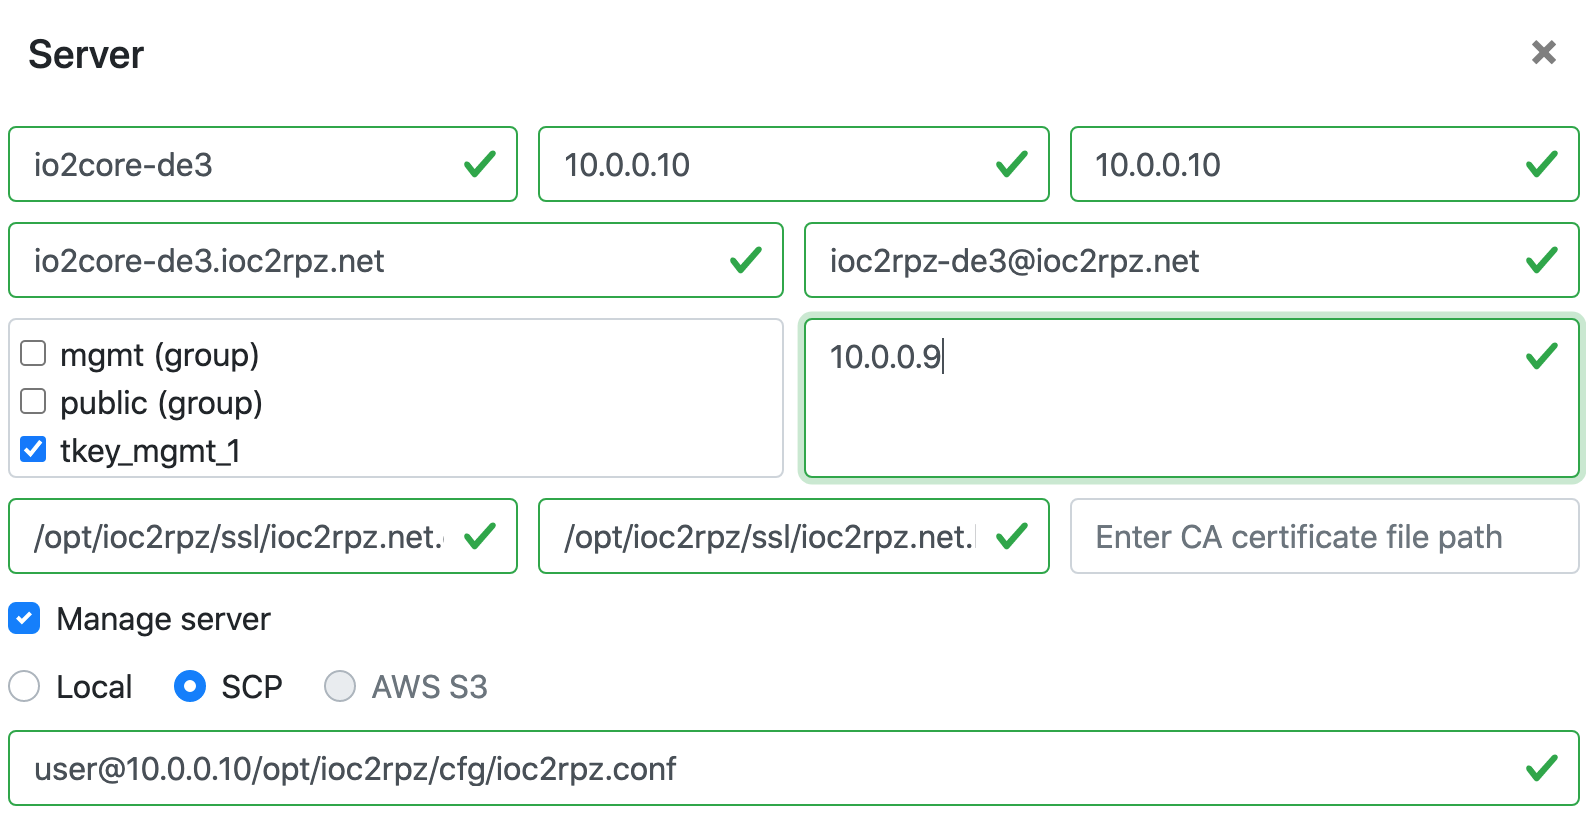 Server
io2core-de3
10.0.0.10
10.0.0.10
io2core-de3.ioc2rpz.net
ioc2rpz-de3@ioc2rpz.net
mgmt (group)
public (group)
tkey_mgmt_1
10.0.0.9
/opt/ioc2rpz/ssl/ioc2rpz.net.
/opt/ioc2rpz/ssl/ioc2rpz.net.
Enter CA certificate file path
Manage server
Local
SCP
AWS S3
user@10.0.0.10/opt/ioc2rpz/cfg/ioc2rpz.conf